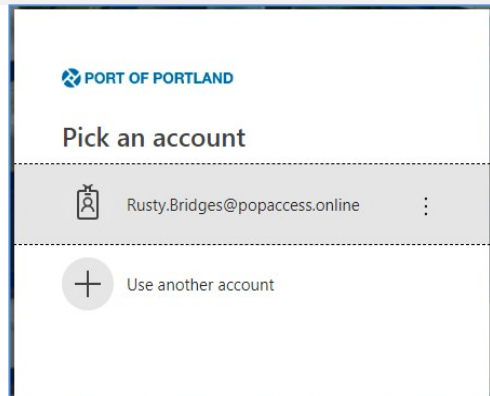 PORT OF PORTLAND
Pick an account
Rusty.Bridges@popaccess.online
Use another account